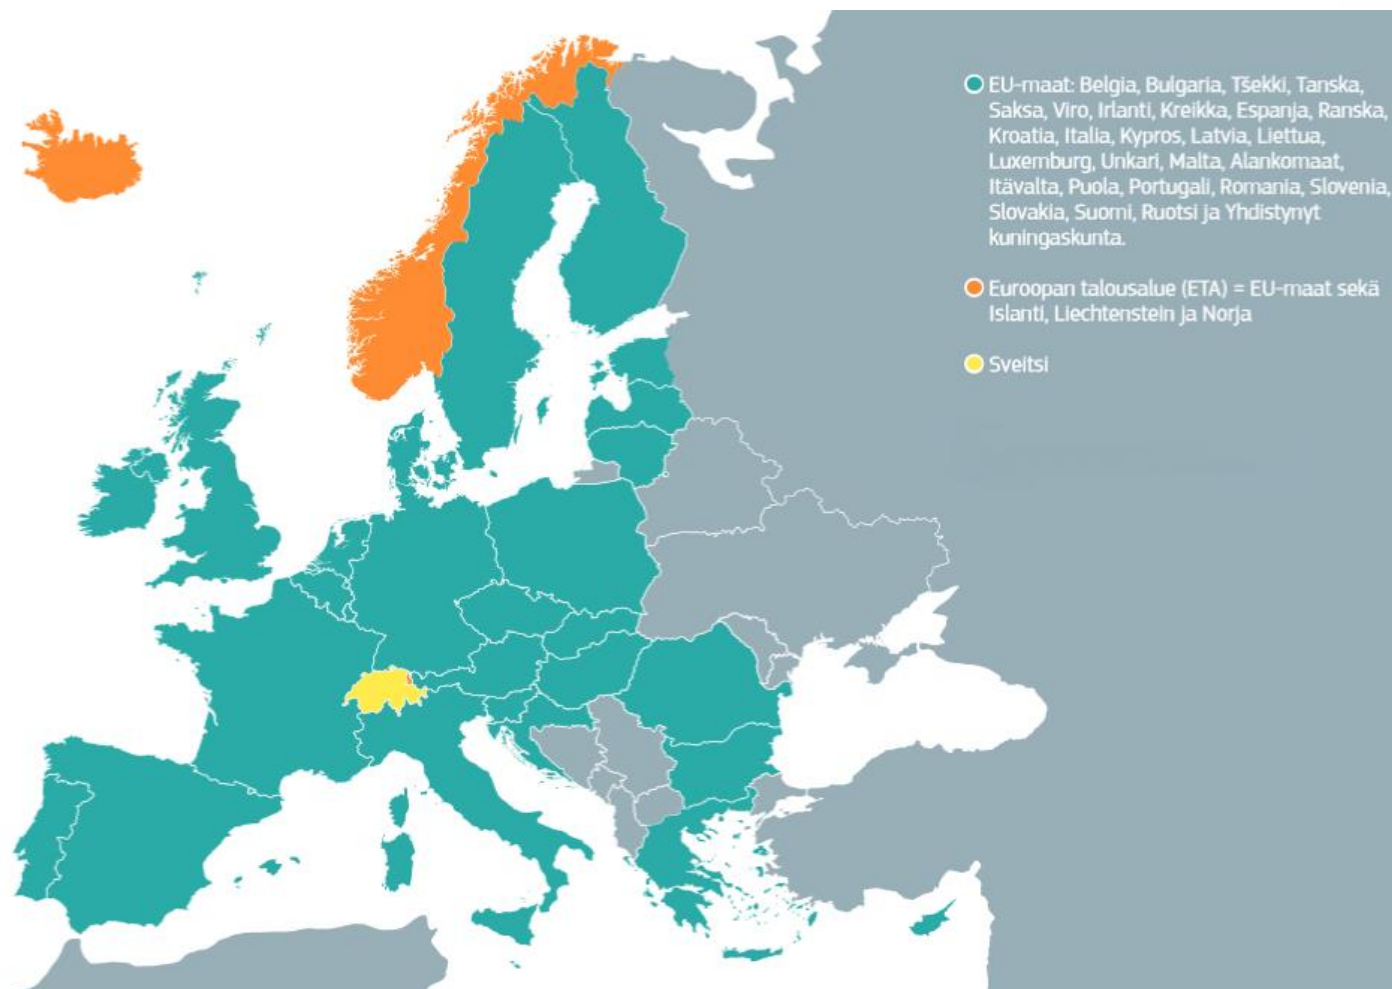 EU-maat: Belgia, Bulgaria, Tšekki, Tanska,
Saksa, Viro, Irlanti, Kreikka, Espanja, Ranska,
Kroatia, Italia, Kypros, Latvia, Liettua,
Luxemburg, Unkari, Malta, Alankomaat,
Itävalta, Puola, Portugali, Romania, Slovenia,
Slovakia, Suomi, Ruotsi ja Yhdistynyt
kuningaskunta.
Euroopan talousalue (ETA) = EU-maat sekä
Islanti, Liechtenstein ja Norja
Sveitsi